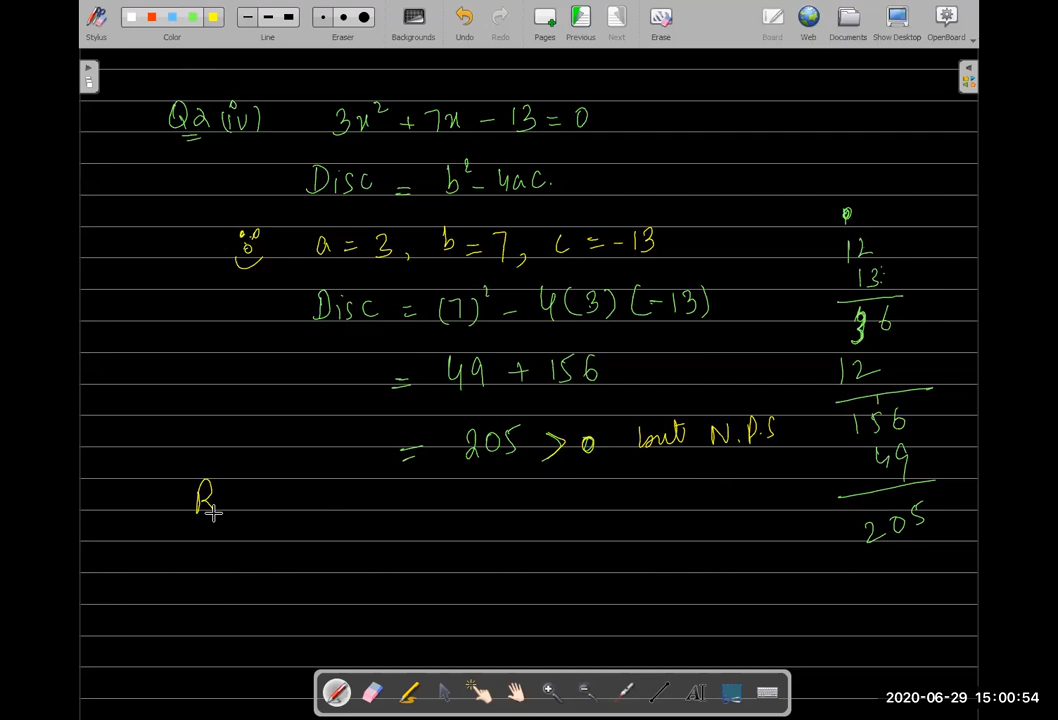 Stylus Color Line Eraser Backgrounds Undo Redo Pages Previous Next Erase Board Web Documents Show Desktop OpenBoard
Q2 (iv) 3x² + 7x - 13 = 0
Disc = b² - 4ac.
∵ a = 3, b = 7, c = -13
Disc = (7)² - 4(3)(-13)
= 49 + 156
= 205 > 0 but N.P.S
R
12
13
36
12
156
49
205
2020-06-29 15:00:54